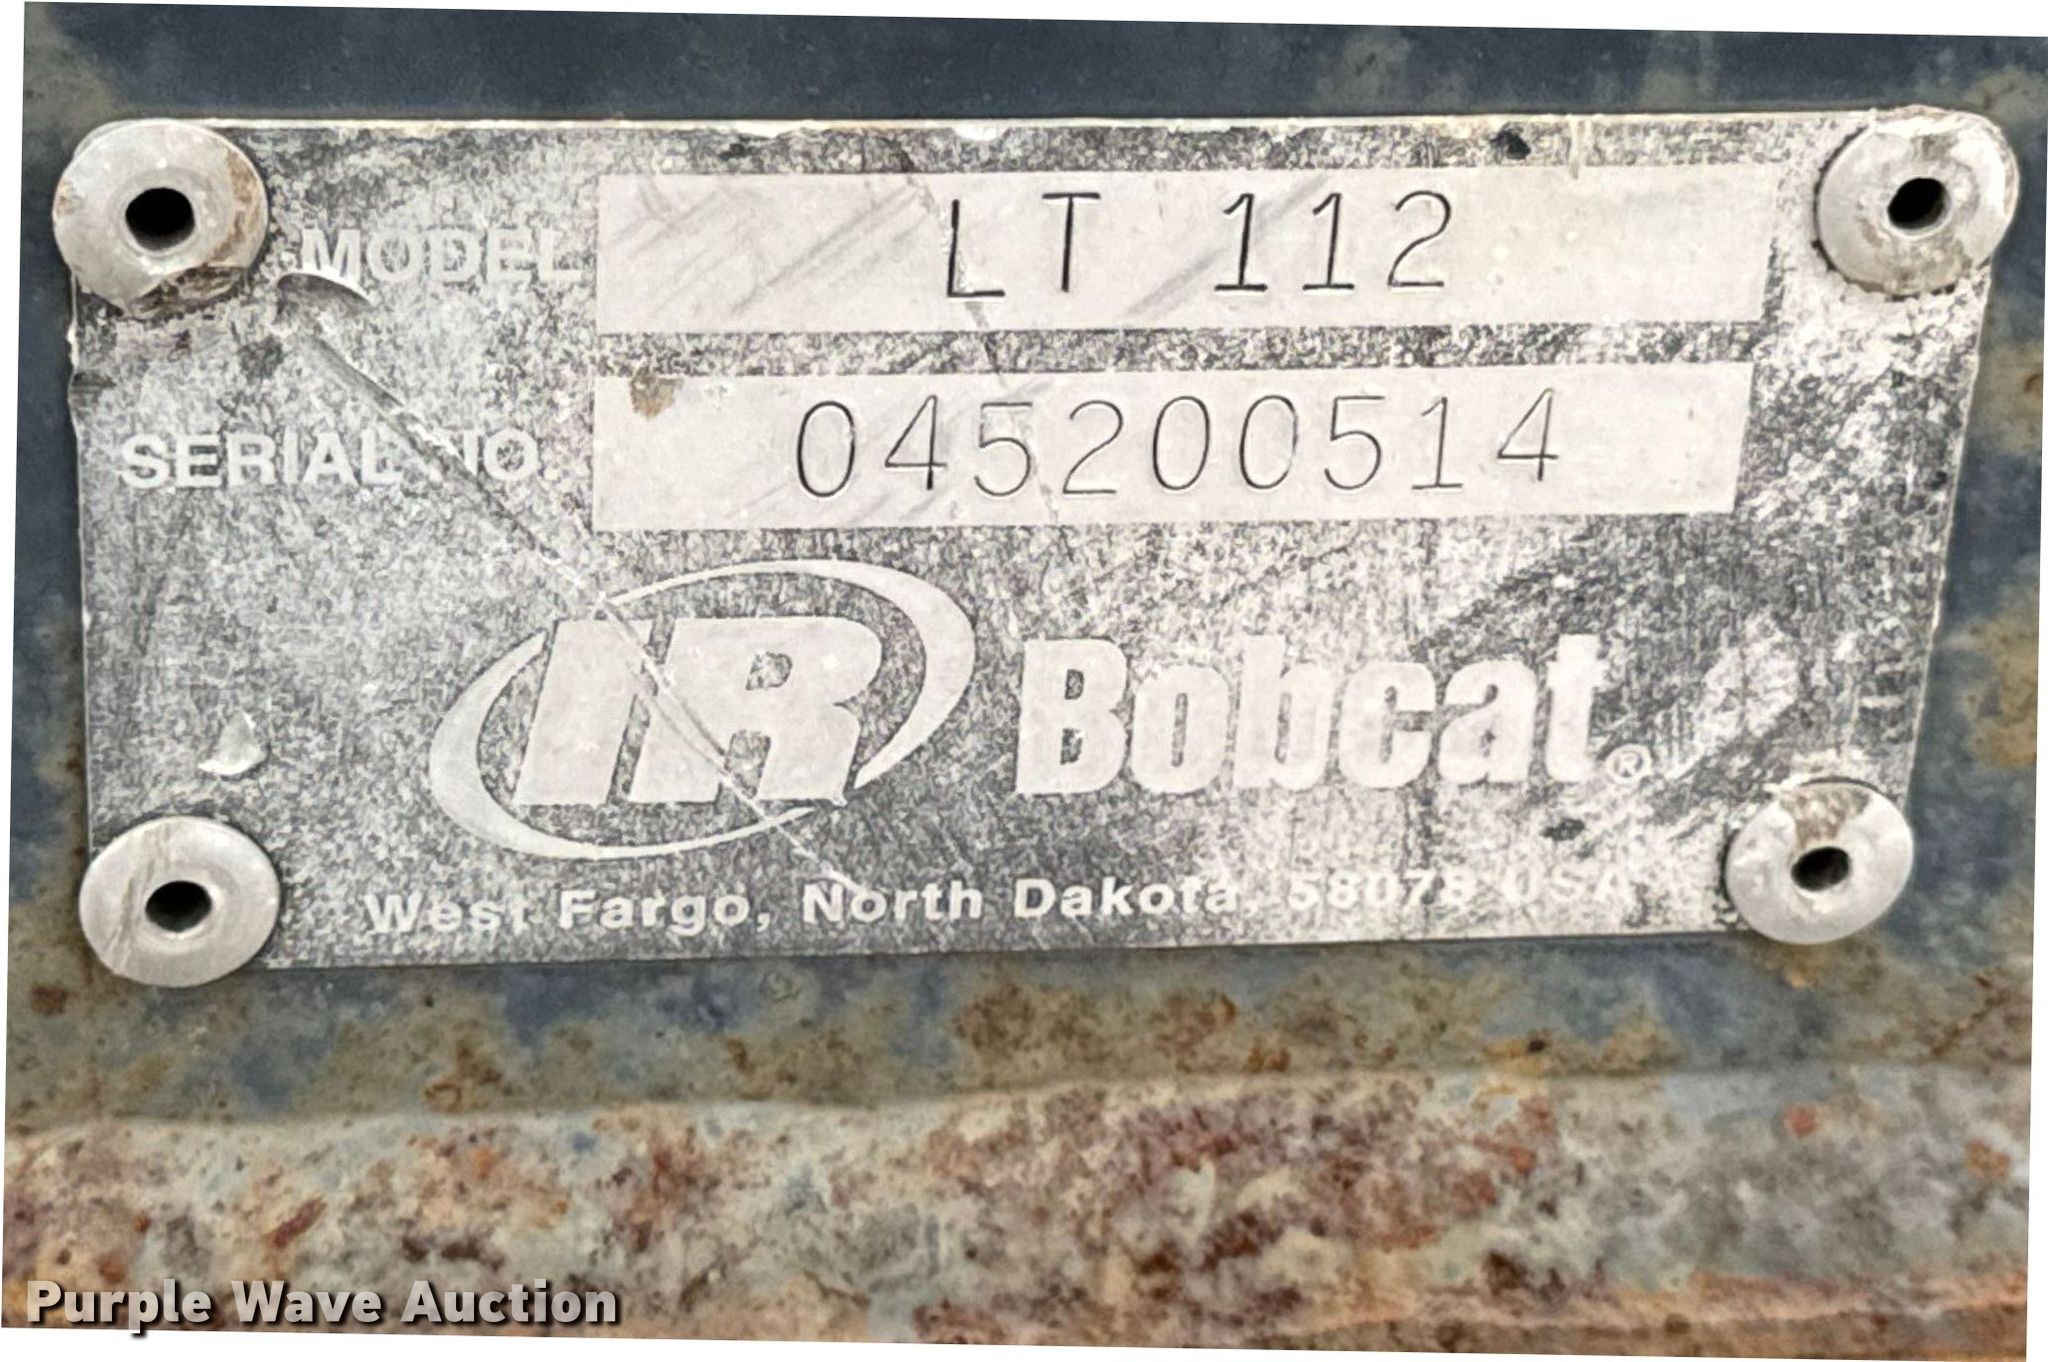 MODEL LT 112
SERIAL NO. 045200514
IR Bobcat®
West Fargo, North Dakota, 58078 USA
Purple Wave Auction